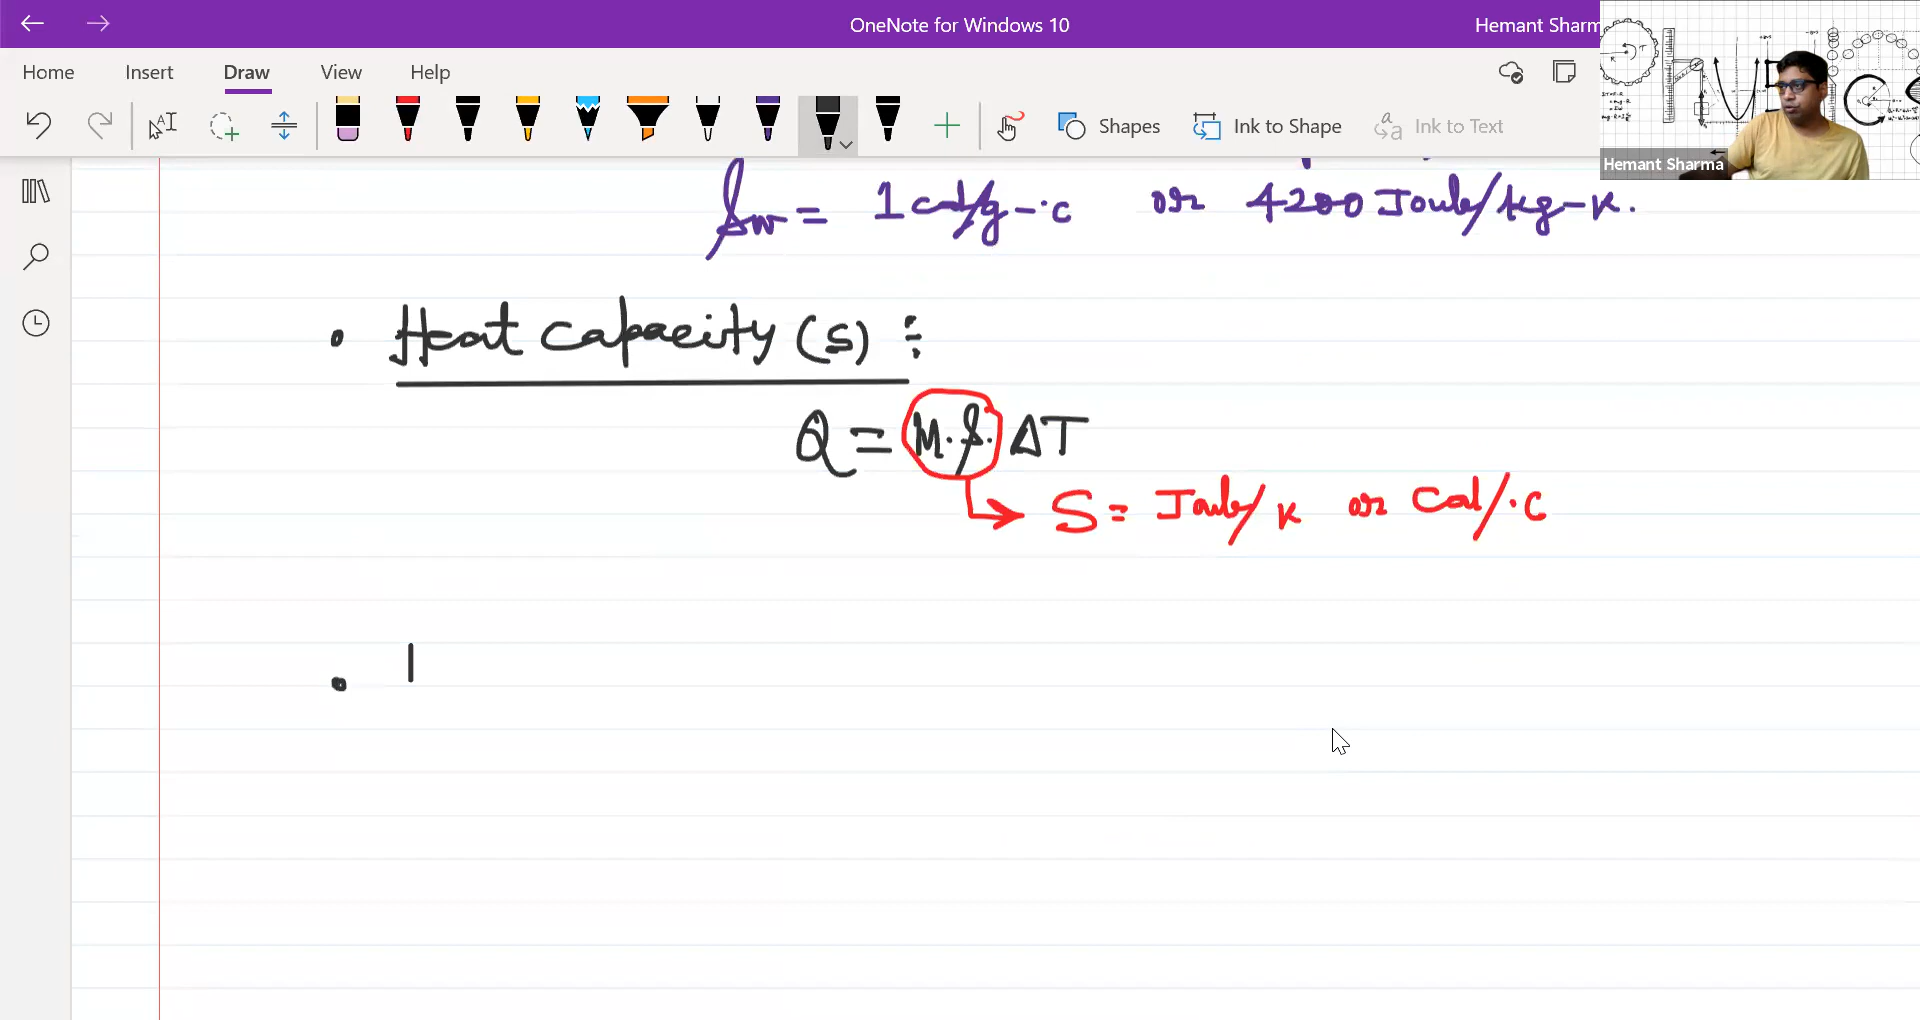 OneNote for Windows 10
Hemant Sharm
Home Insert Draw View Help
Shapes Ink to Shape Ink to Text
Hemant Sharma
s_w = 1 cal/g-°C or 4200 Joule/kg-K.
• Heat Capacity (S) :-
Q = M.s. ΔT
S = Joule/K or Cal/°C
•